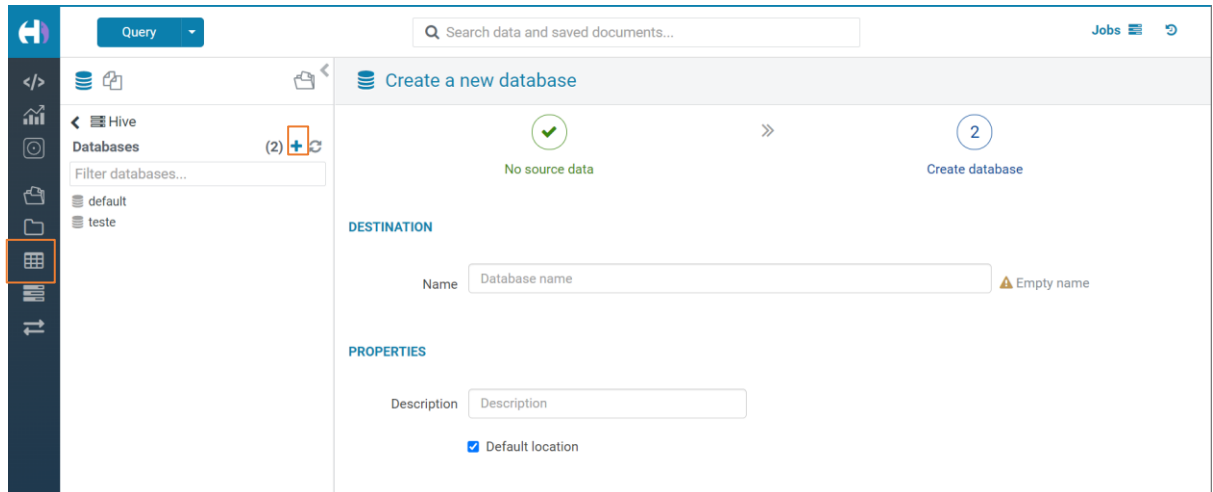 Query
Search data and saved documents...
Jobs
Create a new database
Hive
Databases (2)
Filter databases...
default
teste
No source data
2
Create database
DESTINATION
Name
Database name
Empty name
PROPERTIES
Description
Description
Default location